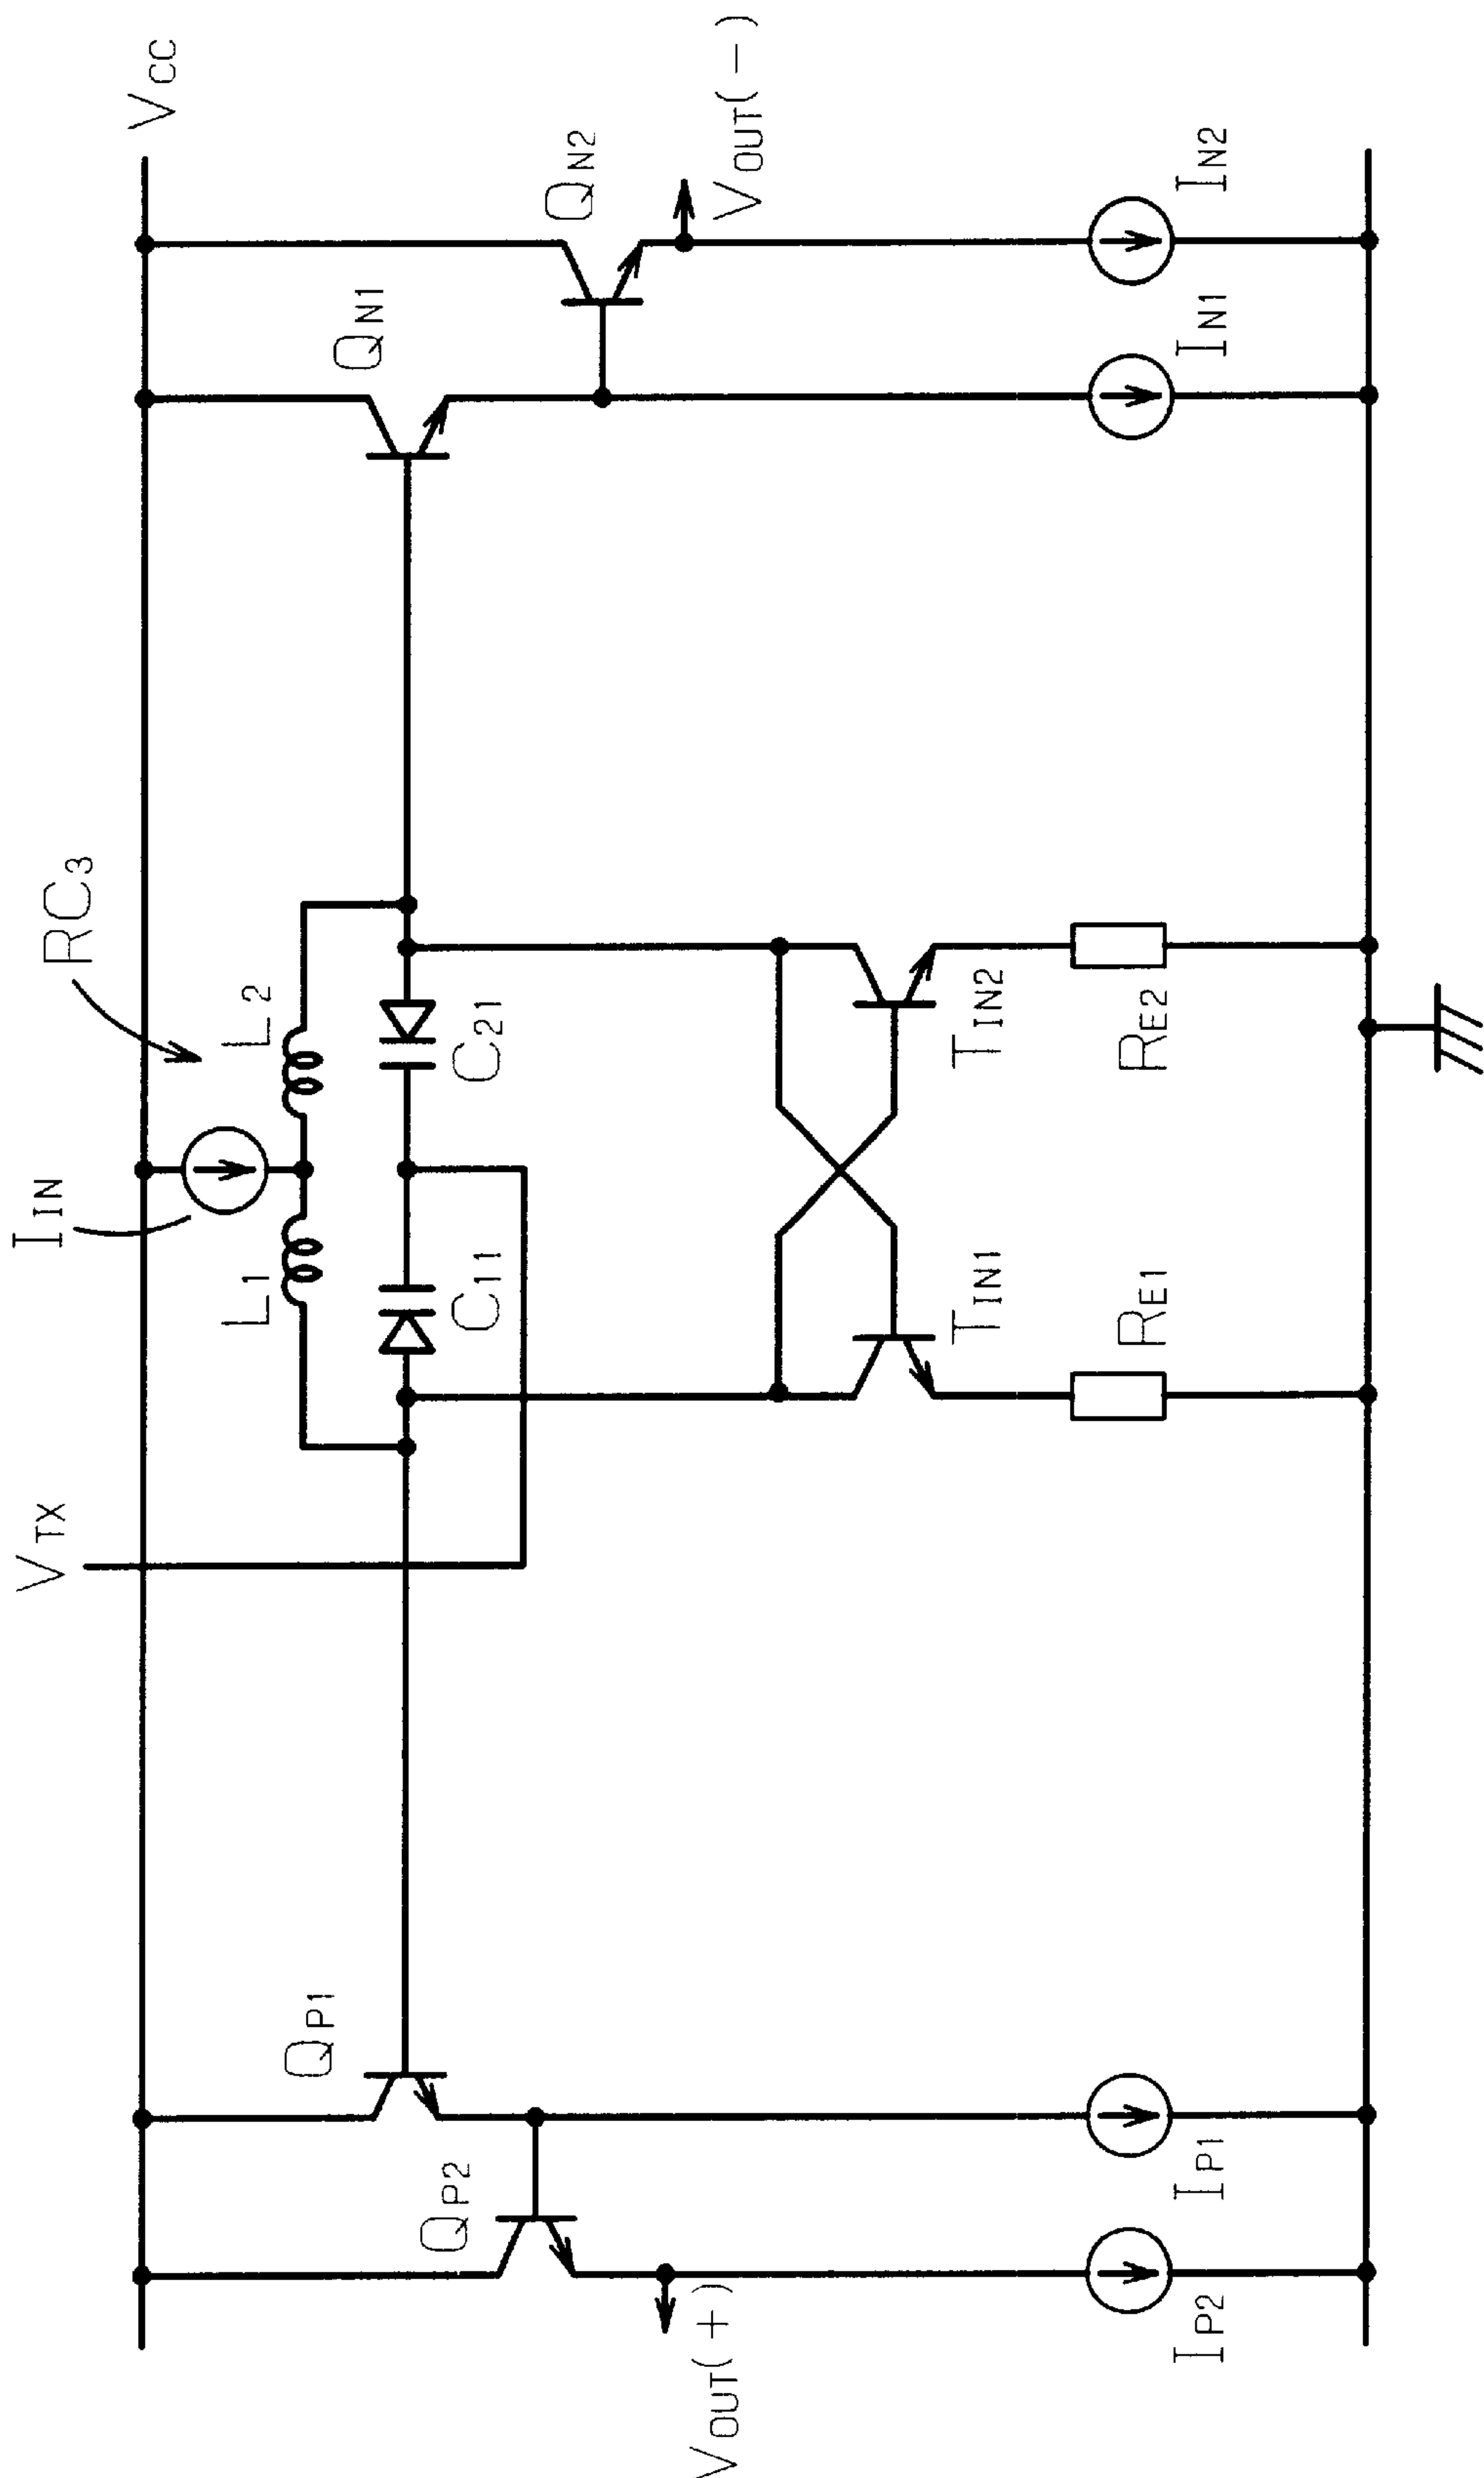 VCC
VTX
IIN
RC3
L1
L2
C11
C21
QP1
QP2
QN1
QN2
VOUT(+)
VOUT(-)
TIN1
TIN2
RE1
RE2
IP2
IP1
IN1
IN2